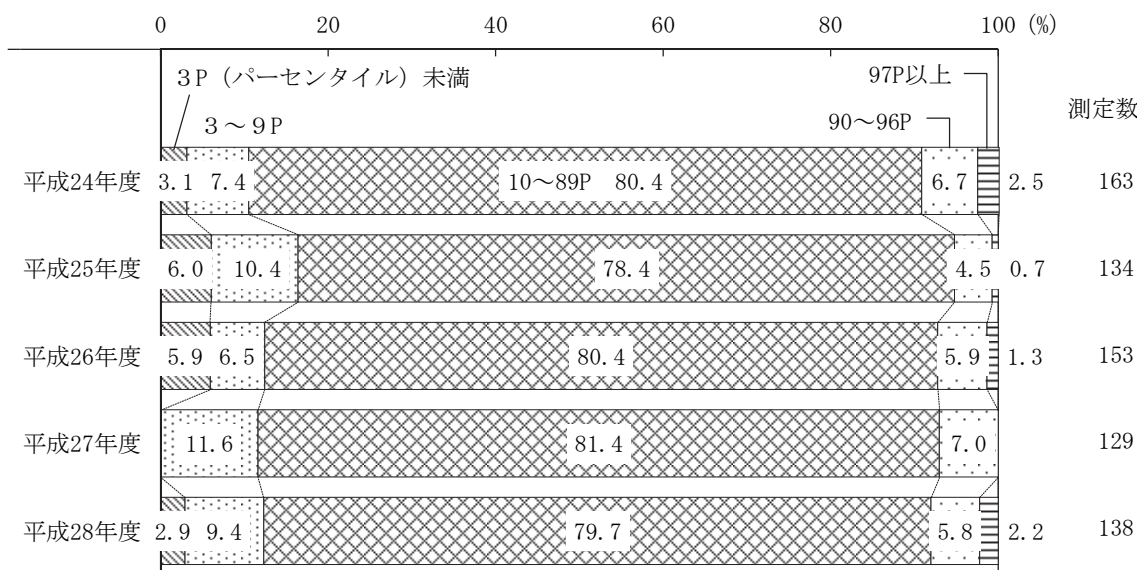 0 20 40 60 80 100 (%)
3P（パーセンタイル）未満 97P以上
測定数
3～9P 90～96P
平成24年度 3.1 7.4 10～89P 80.4 6.7 2.5 163
平成25年度 6.0 10.4 78.4 4.5 0.7 134
平成26年度 5.9 6.5 80.4 5.9 1.3 153
平成27年度 11.6 81.4 7.0 129
平成28年度 2.9 9.4 79.7 5.8 2.2 138